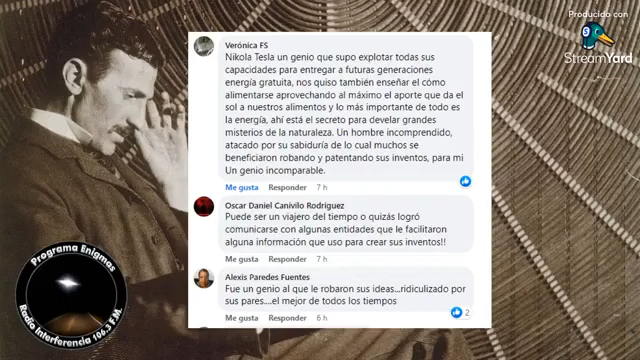 Producido con
StreamYard
Verónica FS
Nikola Tesla un genio que supo explotar todas sus
capacidades para entregar a futuras generaciones
energía gratuita, nos quiso también enseñar el cómo
alimentarse aprovechando al máximo el aporte que da el
sol a nuestros alimentos y lo más importante de todo es
la energía, ahí está el secreto para develar grandes
misterios de la naturaleza. Un hombre incomprendido,
atacado por su sabiduría de lo cual muchos se
beneficiaron robando y patentando sus inventos, para mi
Un genio incomparable.
Me gusta Responder 7 h
Oscar Daniel Canivilo Rodriguez
Puede ser un viajero del tiempo o quizás logró
comunicarse con algunas entidades que le facilitaron
alguna información que uso para crear sus inventos!!
Me gusta Responder 7 h
Alexis Paredes Fuentes
Fue un genio al que le robaron sus ideas...ridiculizado por
sus pares....el mejor de todos los tiempos
2
Me gusta Responder 6 h
Programa Enigmas
Radio Interferencia 106.3 F.M.